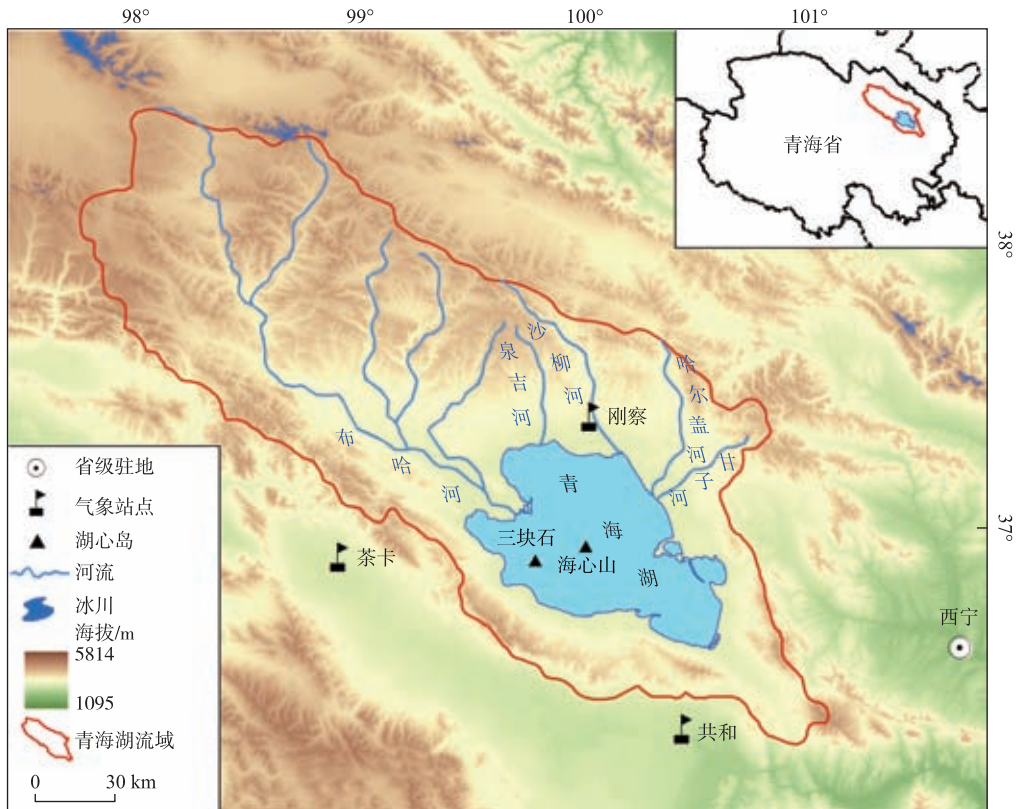 98°
99°
100°
101°
青海省
38°
37°
沙柳河
泉吉河
哈尔盖河
甘子河
布哈河
刚察
青海湖
三块石
海心山
茶卡
西宁
共和
省级驻地
气象站点
湖心岛
河流
冰川
海拔/m
5814
1095
青海湖流域
0 30 km